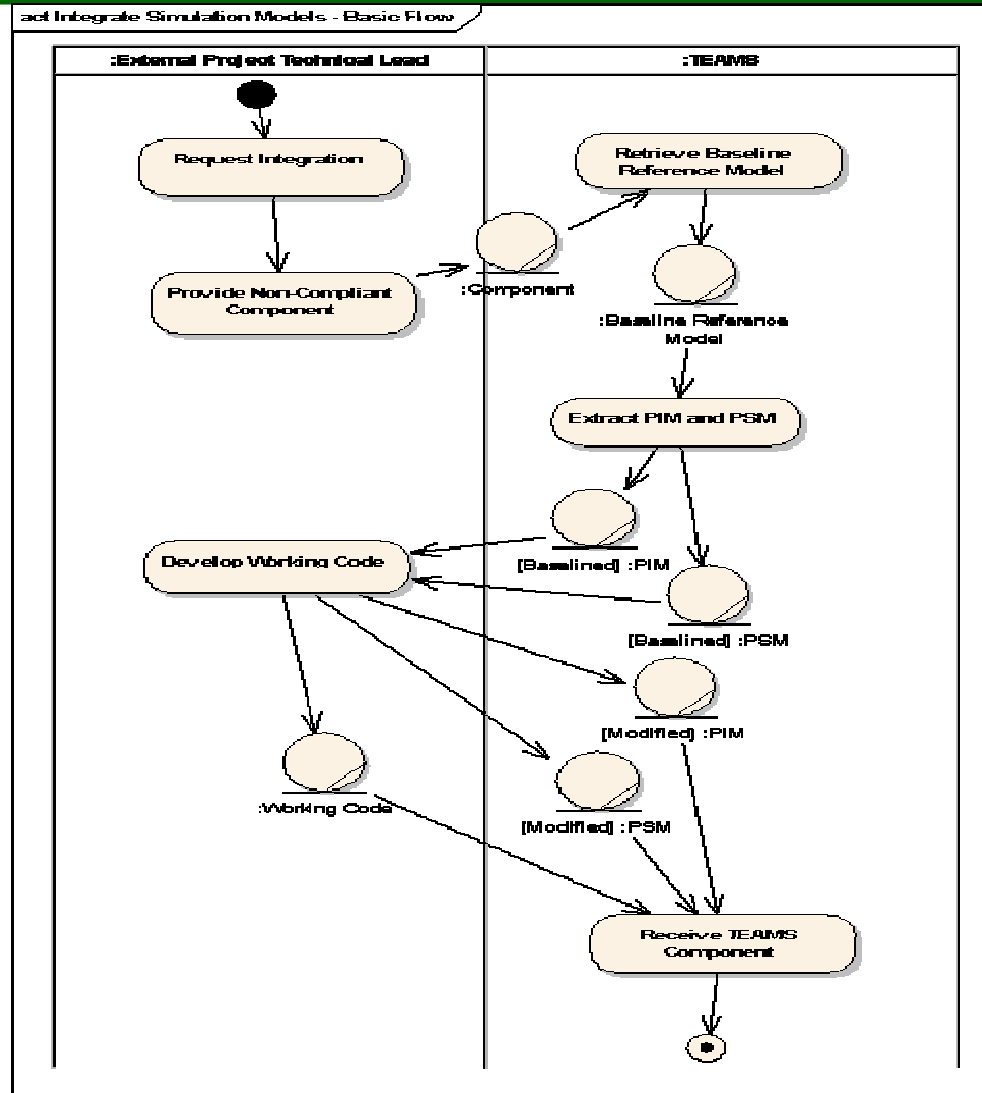 act Integrate Simulation Models - Basic Flow
:External Project Technical Lead
:TEAMS
Request Integration
Retrieve Baseline
Reference Model
Provide Non-Compliant
Component
:Component
:Baseline Reference
Model
Extract PIM and PSM
Develop Working Code
[Baselined] :PIM
[Baselined] :PSM
[Modified] :PIM
:Working Code
[Modified] :PSM
Receive TEAMS
Component